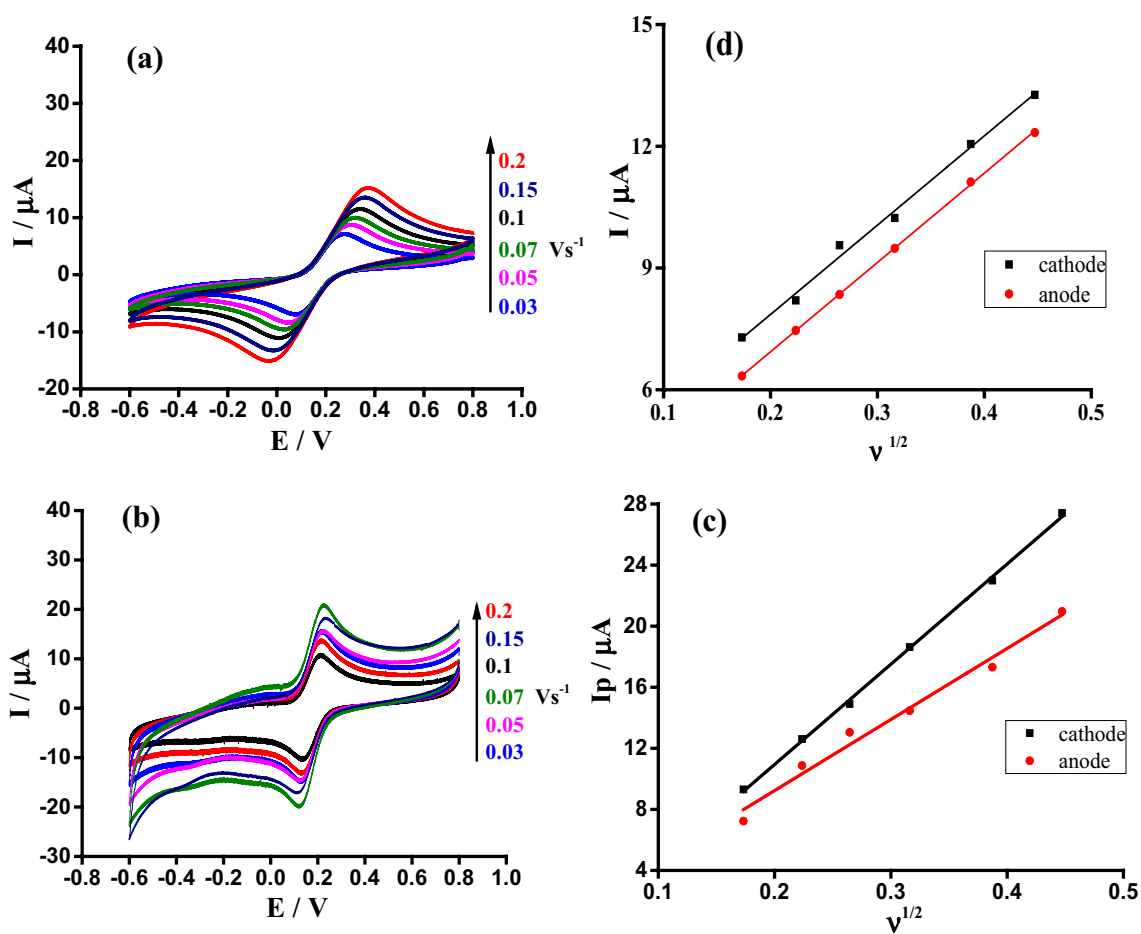 (a)
I / μA
40
30
20
10
0
-10
-20
-0.8 -0.6 -0.4 -0.2 0.0 0.2 0.4 0.6 0.8 1.0
E / V
0.2
0.15
0.1
0.07 Vs-1
0.05
0.03
(d)
I / μA
15
12
9
6
0.1 0.2 0.3 0.4 0.5
ν 1/2
cathode
anode
(b)
I / μA
40
30
20
10
0
-10
-20
-30
-0.8 -0.6 -0.4 -0.2 0.0 0.2 0.4 0.6 0.8 1.0
E / V
0.2
0.15
0.1
0.07 Vs-1
0.05
0.03
(c)
Ip / μA
28
24
20
16
12
8
4
0.1 0.2 0.3 0.4 0.5
ν1/2
cathode
anode